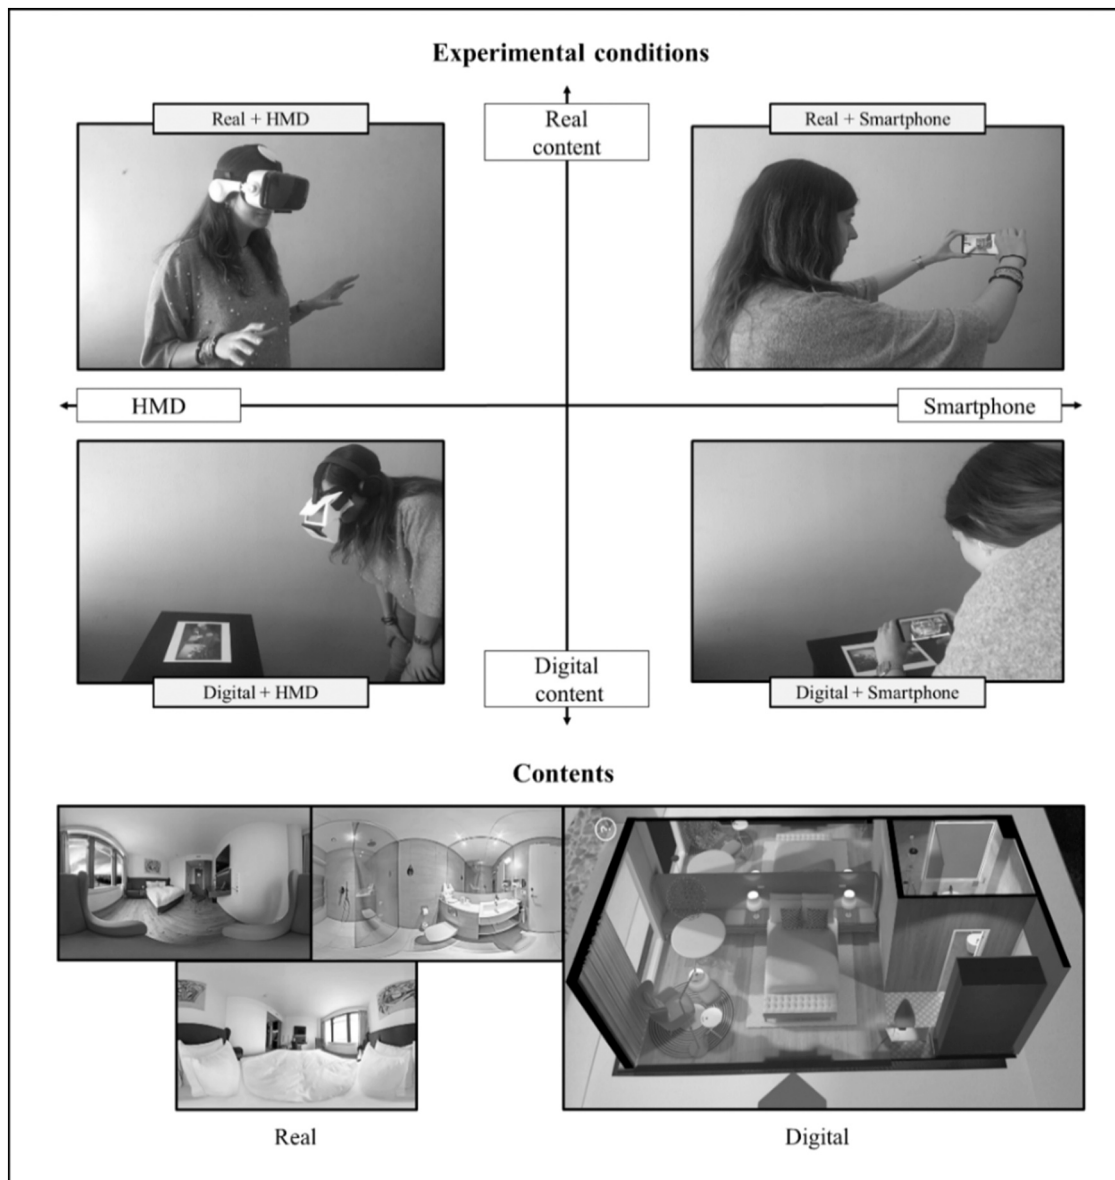 Experimental conditions
Real + HMD
Real
content
Real + Smartphone
HMD
Smartphone
Digital + HMD
Digital
content
Digital + Smartphone
Contents
Real
Digital